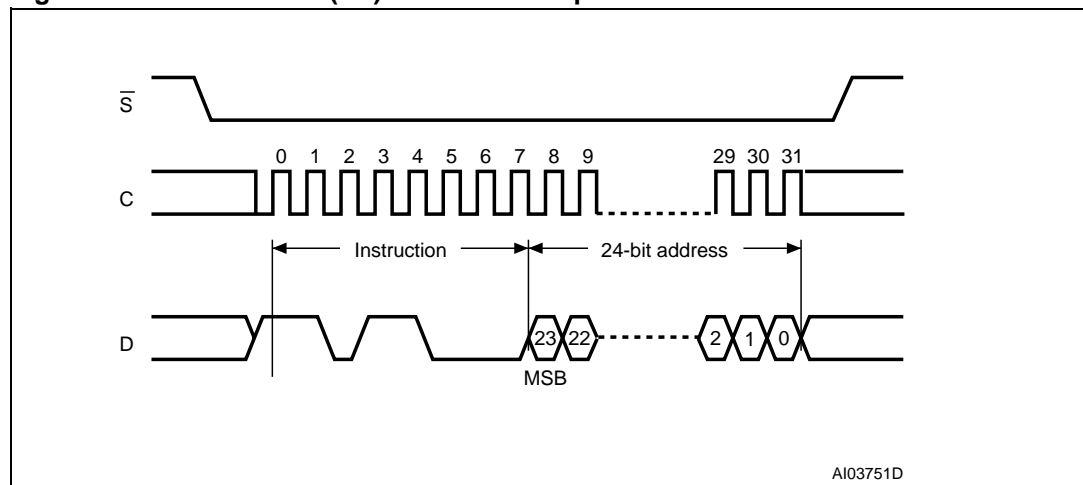 S
0 1 2 3 4 5 6 7 8 9 29 30 31
C
Instruction 24-bit address
D 23 22 2 1 0
MSB
AI03751D